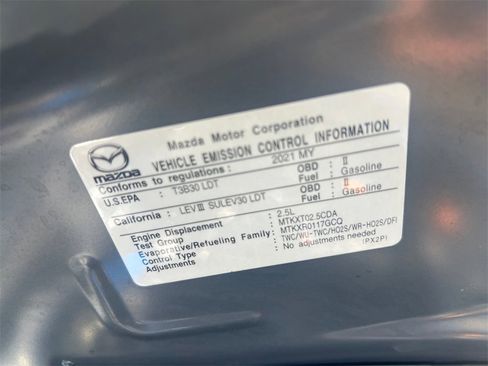 Mazda Motor Corporation
mazda
VEHICLE EMISSION CONTROL INFORMATION
Conforms to regulations: 2021 MY
U.S.EPA : T3B30 LDT OBD : II
Fuel : Gasoline
California : LEVIII SULEV30 LDT OBD : II
Fuel : Gasoline
Engine Displacement : 2.5L
Test Group : MTKXT02.5CDA
Evaporative/Refueling Family : MTKXR0117GCQ
Control Type : TWC/WU-TWC/HO2S/WR-HO2S/DFI
Adjustments : No adjustments needed
(PX2P)